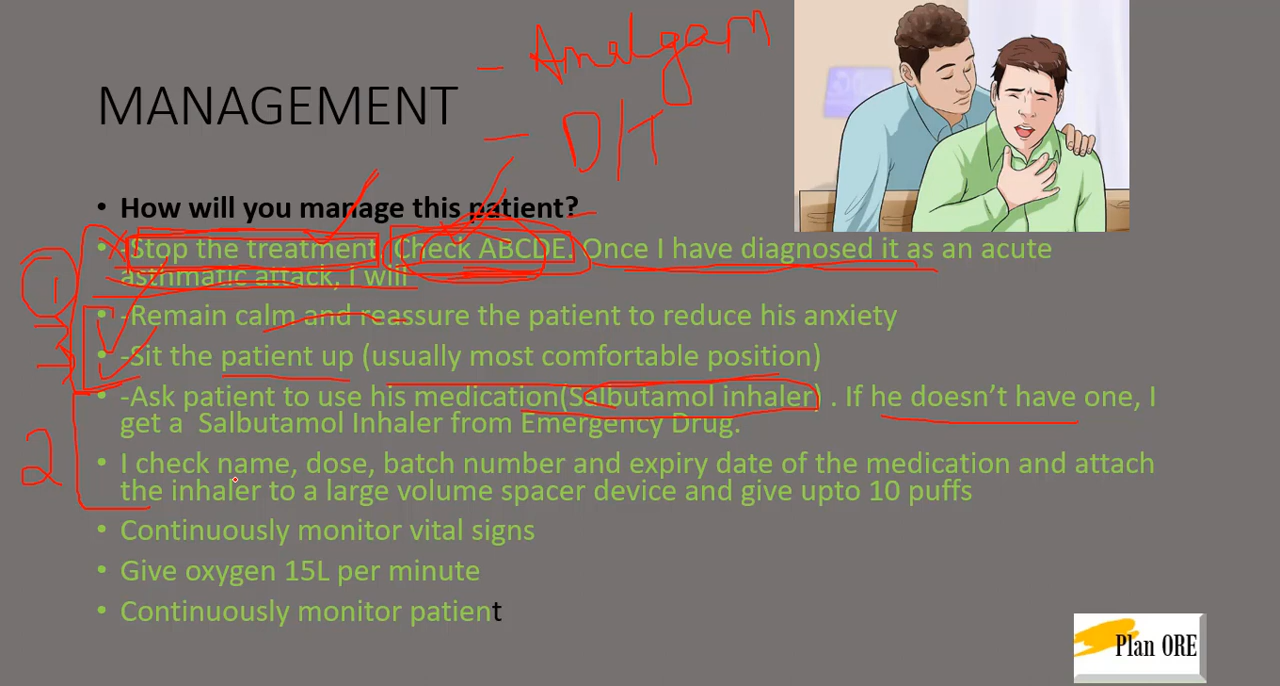 - Amalgam
MANAGEMENT
- D/T
• How will you manage this patient?
• -Stop the treatment. Check ABCDE. Once I have diagnosed it as an acute
asthmatic attack, I will
• -Remain calm and reassure the patient to reduce his anxiety
• -Sit the patient up (usually most comfortable position)
• -Ask patient to use his medication(Salbutamol inhaler) . If he doesn't have one, I
get a Salbutamol Inhaler from Emergency Drug.
• I check name, dose, batch number and expiry date of the medication and attach
the inhaler to a large volume spacer device and give upto 10 puffs
• Continuously monitor vital signs
• Give oxygen 15L per minute
• Continuously monitor patient
1
2
Plan ORE